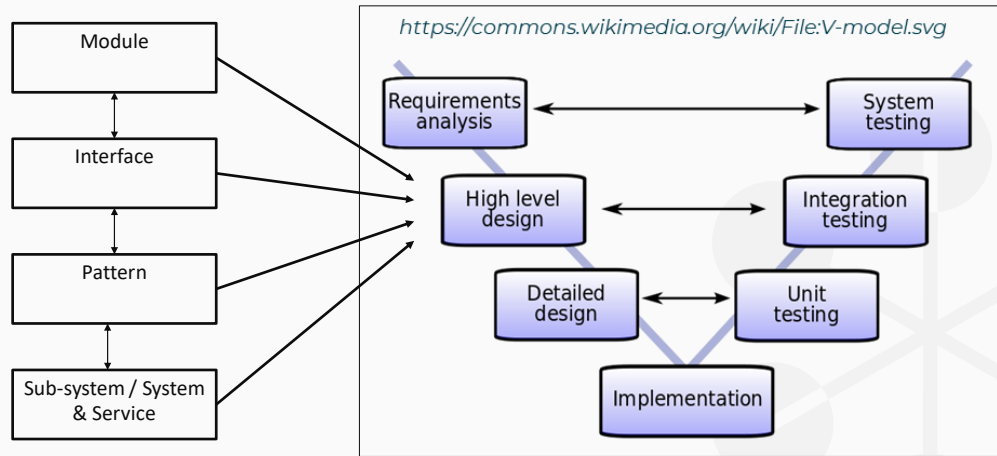 Module
Interface
Pattern
Sub-system / System
& Service
https://commons.wikimedia.org/wiki/File:V-model.svg
Requirements
analysis
System
testing
High level
design
Integration
testing
Detailed
design
Unit
testing
Implementation